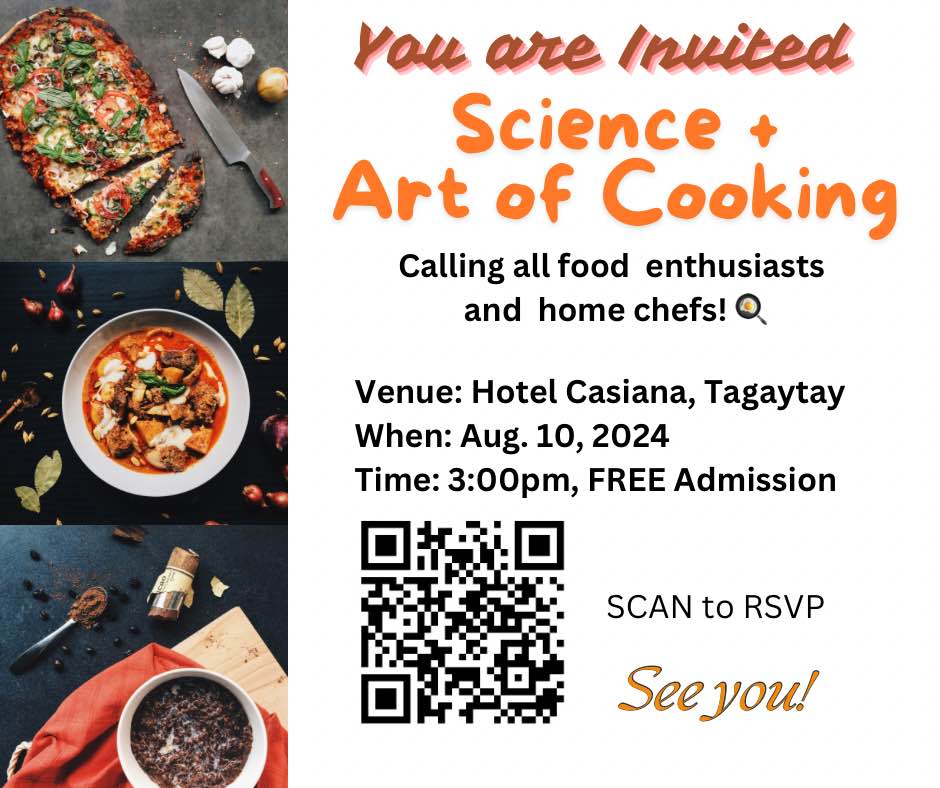 You are Invited
Science +
Art of Cooking
Calling all food enthusiasts
and home chefs! 🍳
Venue: Hotel Casiana, Tagaytay
When: Aug. 10, 2024
Time: 3:00pm, FREE Admission
SCAN to RSVP
See you!